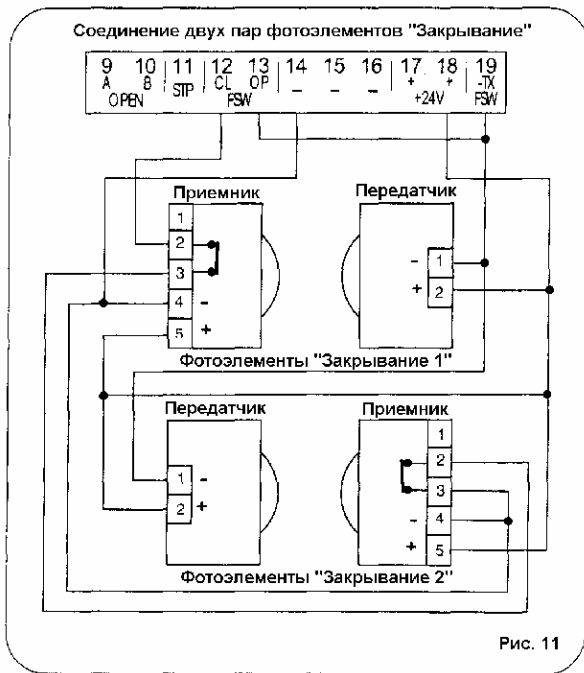 Соединение двух пар фотоэлементов "Закрывание"
9 10 11 12 13 14 15 16 17 18 19
A B STP CL OP – – – + + -TX
OPEN FSW +24V FSW
Приемник Передатчик
1
2
3
4 -
5 +
- 1
+ 2
Фотоэлементы "Закрывание 1"
Передатчик Приемник
1 -
2 +
1
2
3
- 4
+ 5
Фотоэлементы "Закрывание 2"
Рис. 11